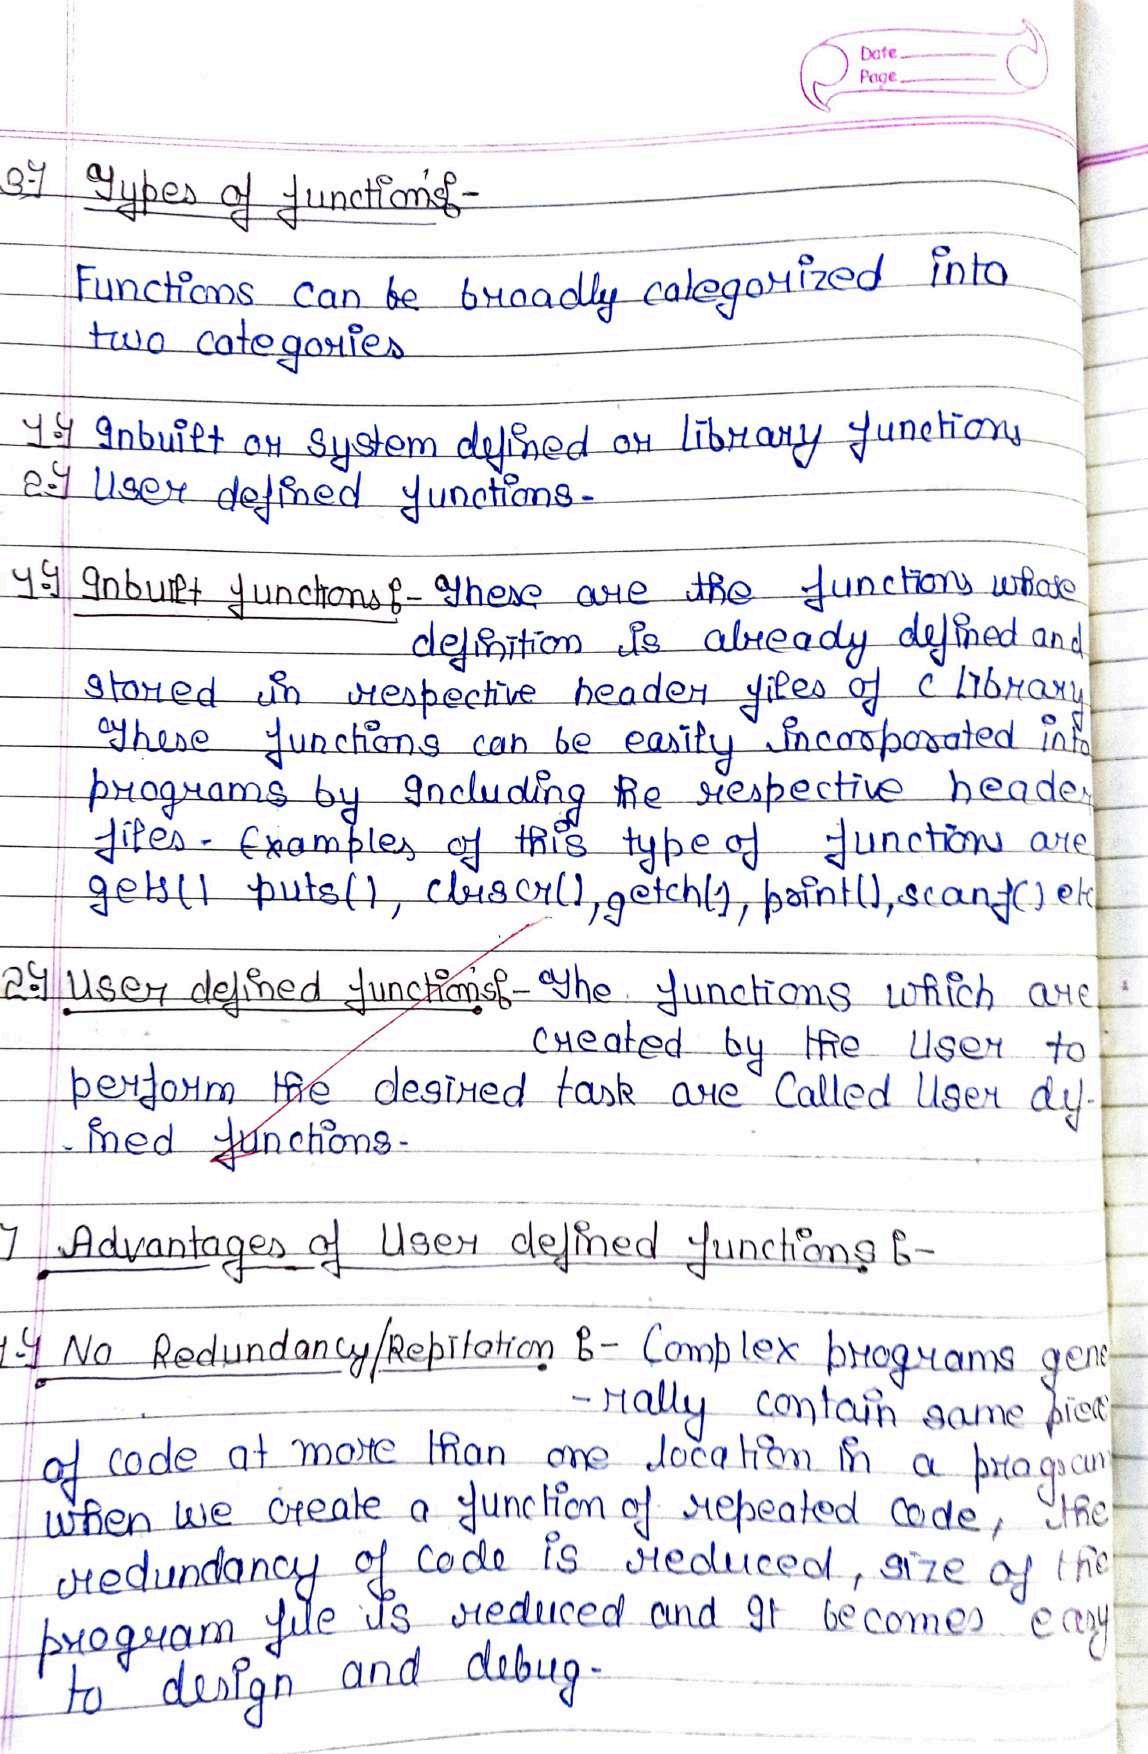 Date
Page
3.) Types of functions:-
Functions can be broadly categorized into
two categories
1.) Inbuilt or system defined or library functions
2.) User defined functions.
1.) Inbuilt functions:- These are the functions whose
definition is already defined and
stored in respective header files of C library
These functions can be easily incorporated into
programs by Including the respective header
files. Examples of this type of functions are
gets() puts(), clrscr(), getch(), print(), scanf() etc
2.) User defined functions:- The functions which are
created by the User to
perform the desired task are Called User df-
-ined functions.
Advantages of User defined functions:-
1.) No Redundancy/Repitation:- Complex programs gene
-rally contain same piece
of code at more than one location in a program
when we create a function of repeated code, the
redundancy of code is reduced, size of the
program file is reduced and It becomes easy
to design and debug.